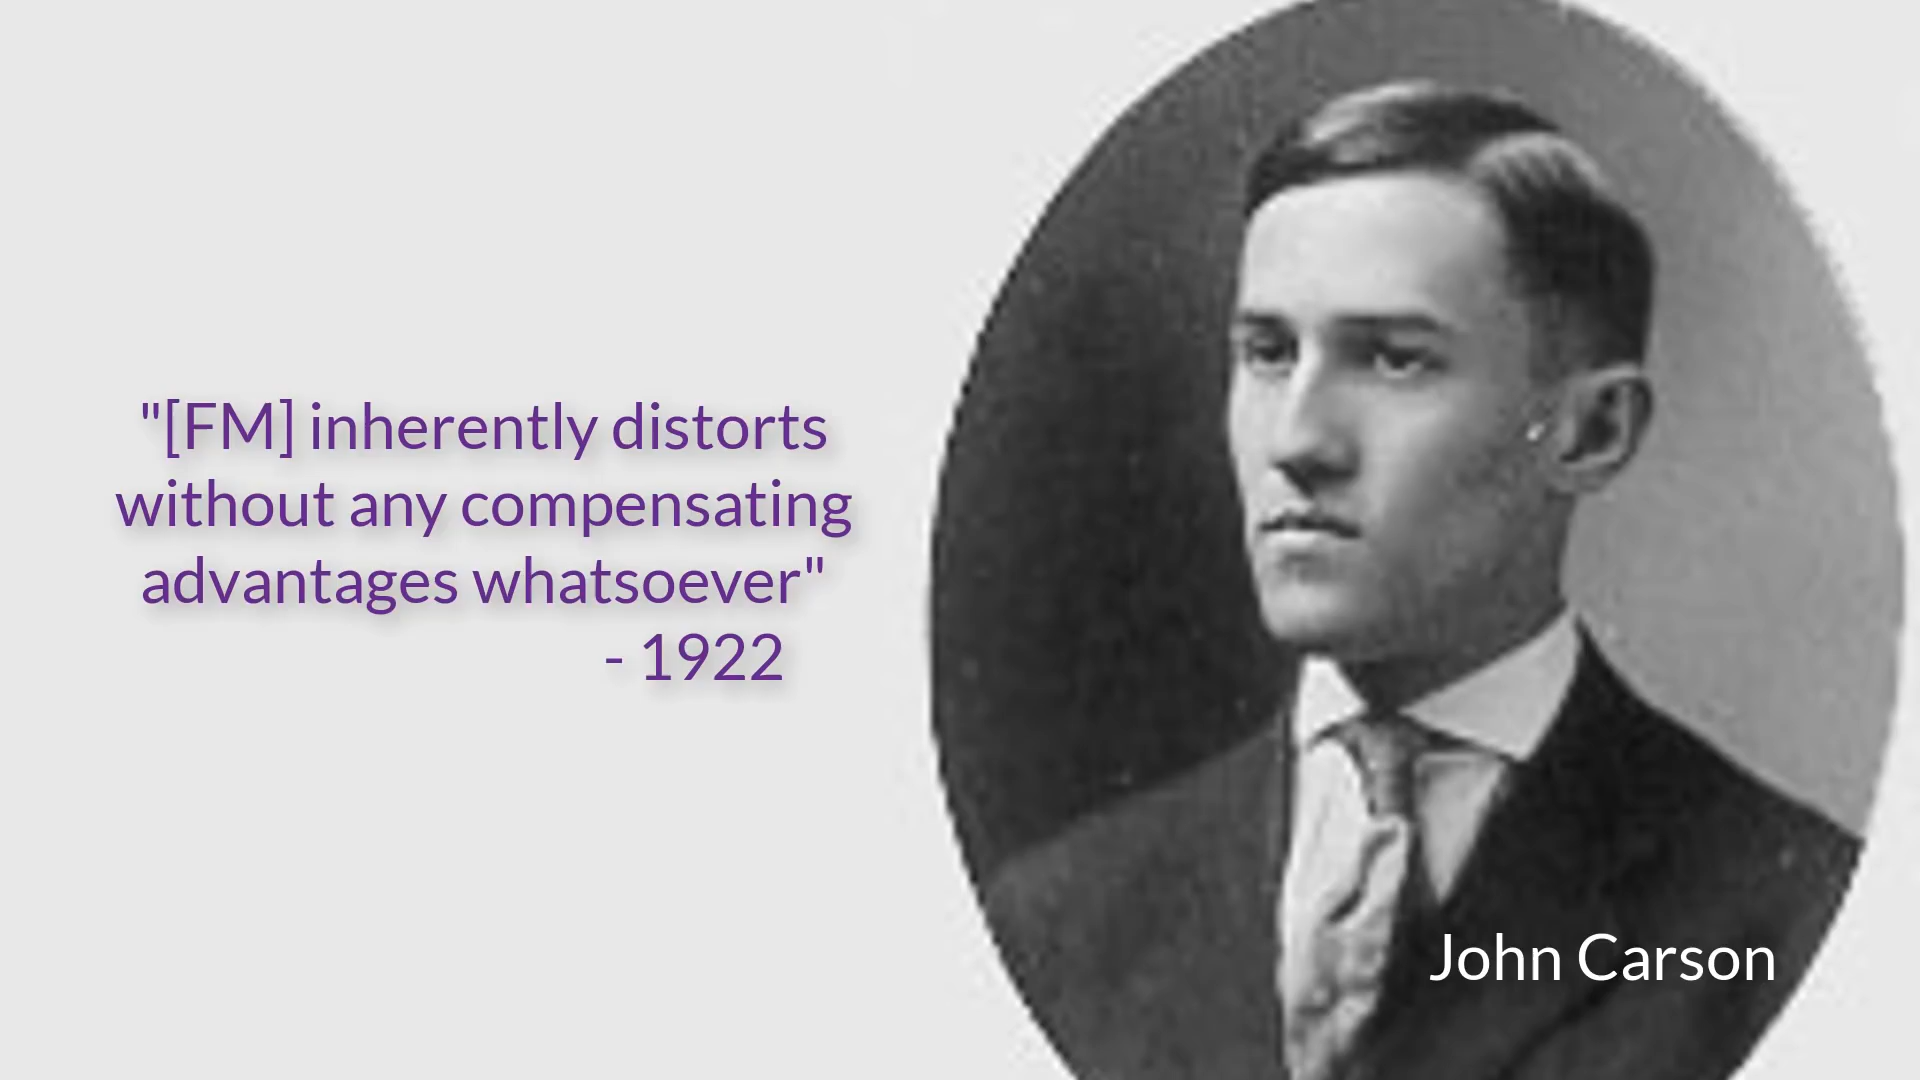 "[FM] inherently distorts
without any compensating
advantages whatsoever"
- 1922
John Carson